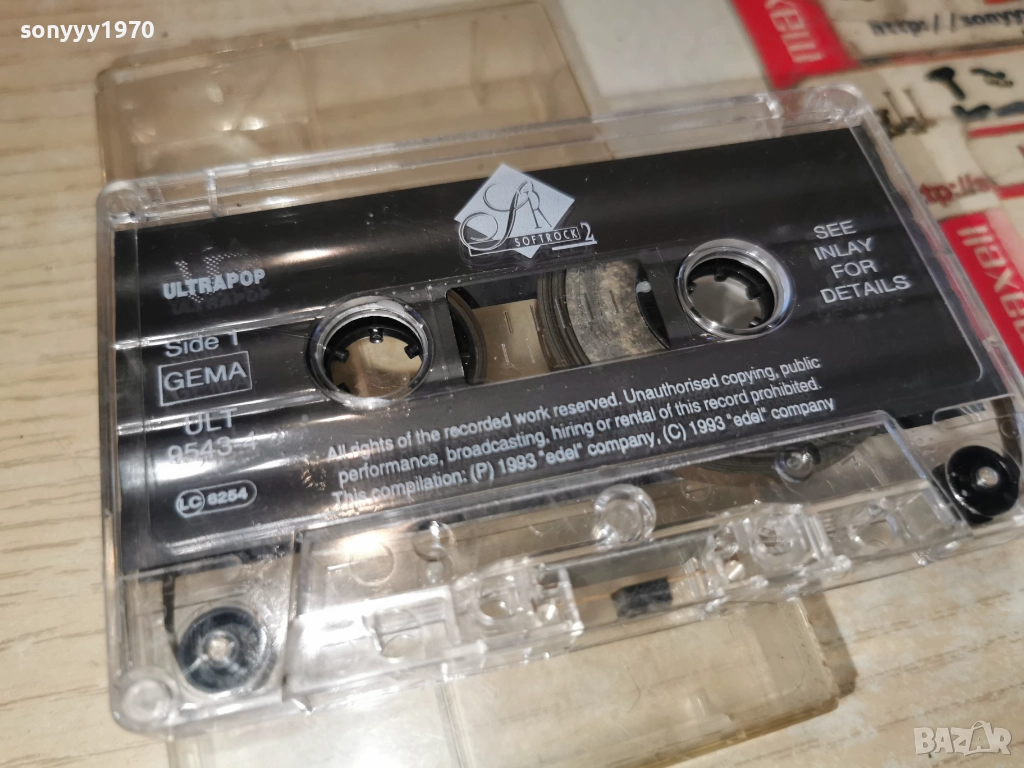 sonyyy1970
maxell
SR
SOFTROCK 2
SEE
INLAY
FOR
DETAILS
maxell
ULTRAPOP
Side 1
GEMA
ULT
9543-4
LC 6254
All rights of the recorded work reserved. Unauthorised copying, public
performance, broadcasting, hiring or rental of this record prohibited.
This compilation: (P) 1993 "edel" company, (C) 1993 "edel" company
BAZAR